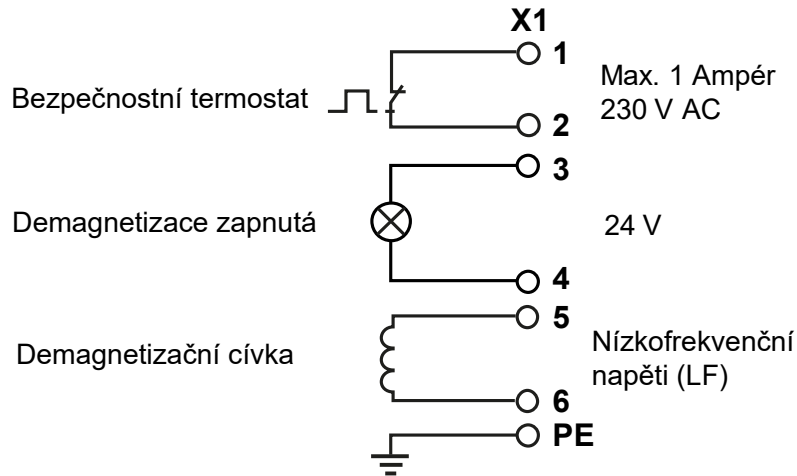 X1
1
Bezpečnostní termostat
Max. 1 Ampér
230 V AC
2
3
Demagnetizace zapnutá
24 V
4
5
Demagnetizační cívka
Nízkofrekvenční
napěti (LF)
6
PE